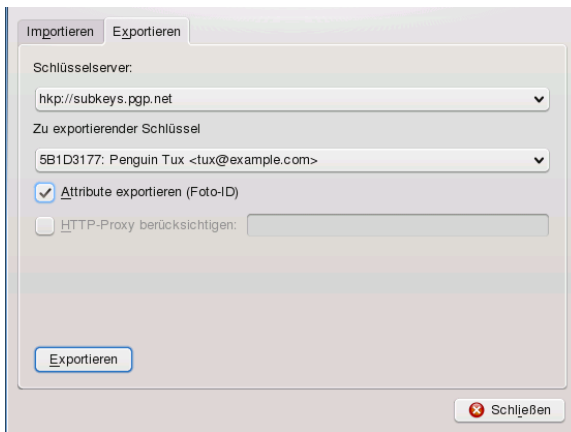 Importieren Exportieren
Schlüsselserver:
hkp://subkeys.pgp.net
Zu exportierender Schlüssel
5B1D3177: Penguin Tux <tux@example.com>
Attribute exportieren (Foto-ID)
HTTP-Proxy berücksichtigen:
Exportieren
Schließen